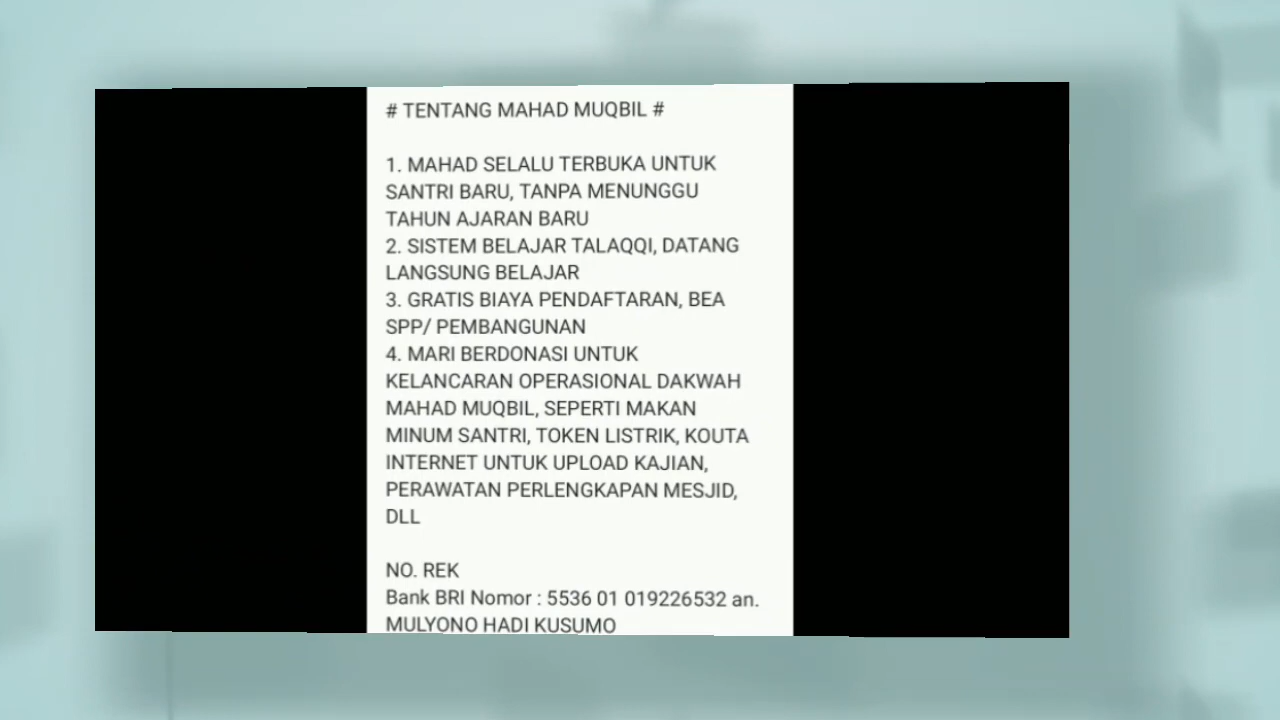 # TENTANG MAHAD MUQBIL #
1. MAHAD SELALU TERBUKA UNTUK
SANTRI BARU, TANPA MENUNGGU
TAHUN AJARAN BARU
2. SISTEM BELAJAR TALAQQI, DATANG
LANGSUNG BELAJAR
3. GRATIS BIAYA PENDAFTARAN, BEA
SPP/ PEMBANGUNAN
4. MARI BERDONASI UNTUK
KELANCARAN OPERASIONAL DAKWAH
MAHAD MUQBIL, SEPERTI MAKAN
MINUM SANTRI, TOKEN LISTRIK, KOUTA
INTERNET UNTUK UPLOAD KAJIAN,
PERAWATAN PERLENGKAPAN MESJID,
DLL
NO. REK
Bank BRI Nomor : 5536 01 019226532 an.
MULYONO HADI KUSUMO